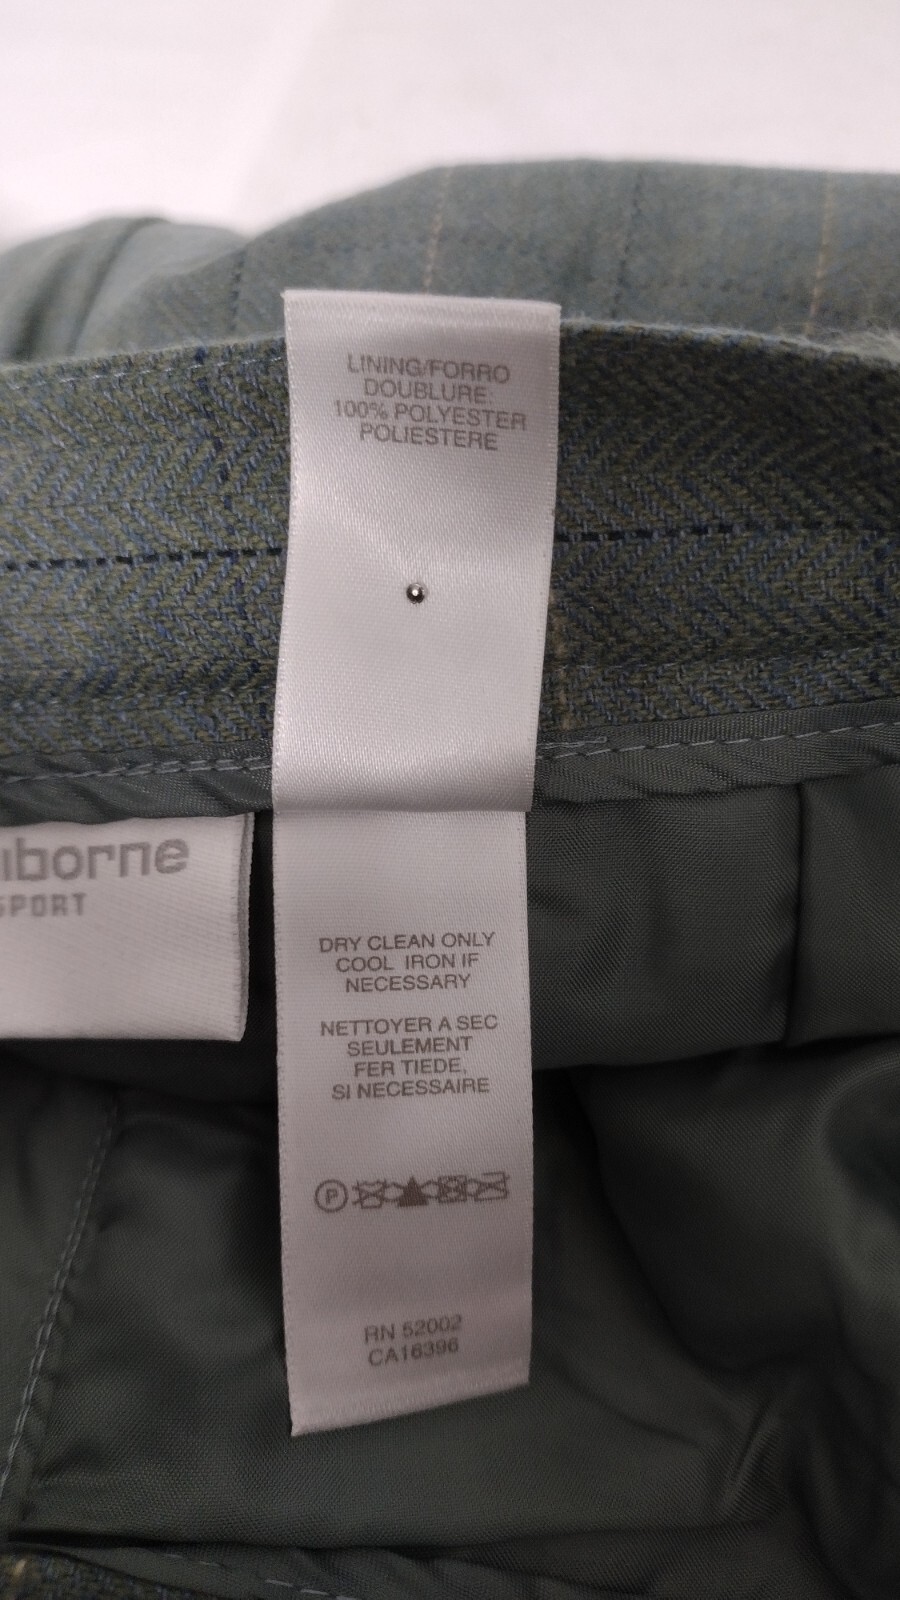 LINING/FORRO
DOUBLURE:
100% POLYESTER
POLIESTERE
iborne
SPORT
DRY CLEAN ONLY
COOL IRON IF
NECESSARY
NETTOYER A SEC
SEULEMENT
FER TIEDE,
SI NECESSAIRE
P
RN 52002
CA16396